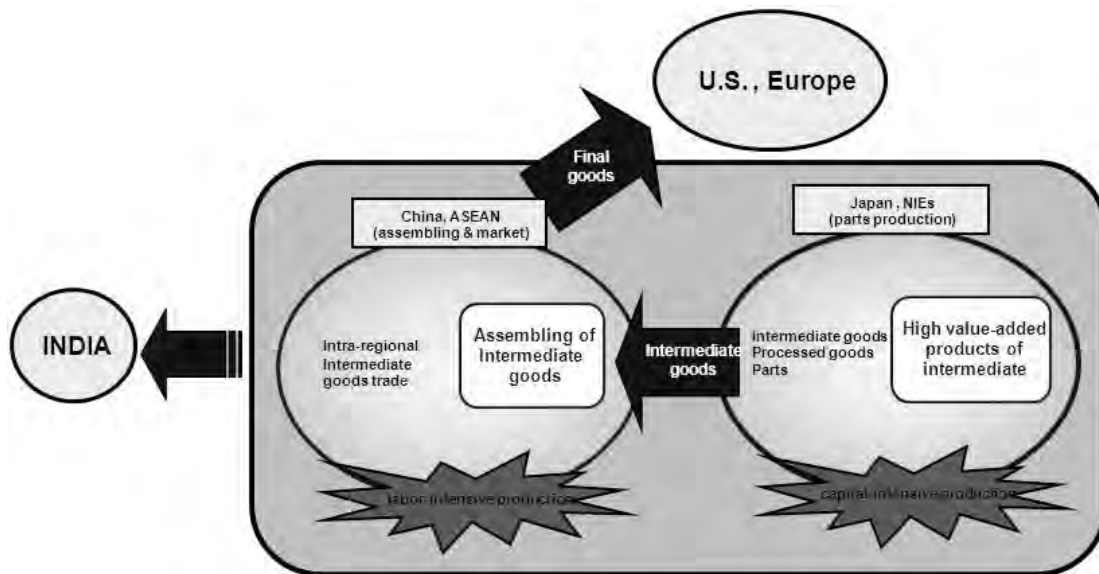 U.S. , Europe
Final
goods
China, ASEAN
(assembling & market)
Japan , NIEs
(parts production)
INDIA
Intra-regional
Intermediate
goods trade
Assembling of
Intermediate
goods
Intermediate
goods
Intermediate goods
Processed goods
Parts
High value-added
products of
intermediate
labor-intensive production
capital-intensive production